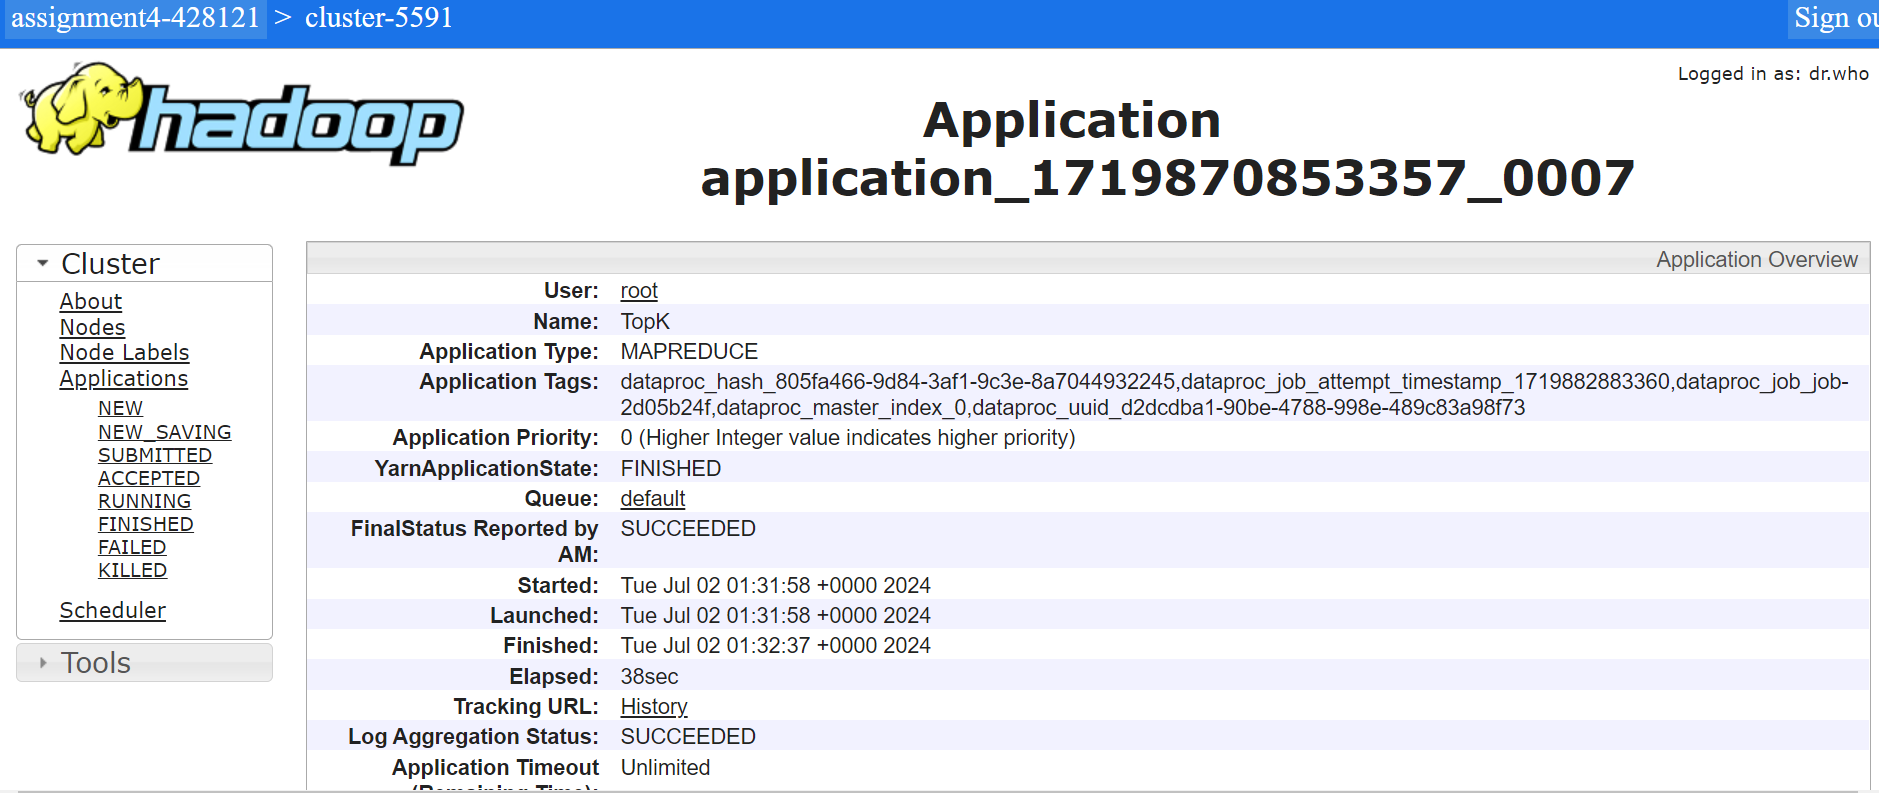 assignment4-428121 > cluster-5591
Sign ou
Logged in as: dr.who
hadoop
Application
application_1719870853357_0007
Cluster
About
Nodes
Node Labels
Applications
NEW
NEW_SAVING
SUBMITTED
ACCEPTED
RUNNING
FINISHED
FAILED
KILLED
Scheduler
Tools
Application Overview
User: root
Name: TopK
Application Type: MAPREDUCE
Application Tags: dataproc_hash_805fa466-9d84-3af1-9c3e-8a7044932245,dataproc_job_attempt_timestamp_1719882883360,dataproc_job_job-
2d05b24f,dataproc_master_index_0,dataproc_uuid_d2dcdba1-90be-4788-998e-489c83a98f73
Application Priority: 0 (Higher Integer value indicates higher priority)
YarnApplicationState: FINISHED
Queue: default
FinalStatus Reported by SUCCEEDED
AM:
Started: Tue Jul 02 01:31:58 +0000 2024
Launched: Tue Jul 02 01:31:58 +0000 2024
Finished: Tue Jul 02 01:32:37 +0000 2024
Elapsed: 38sec
Tracking URL: History
Log Aggregation Status: SUCCEEDED
Application Timeout Unlimited
(Remaining Time):